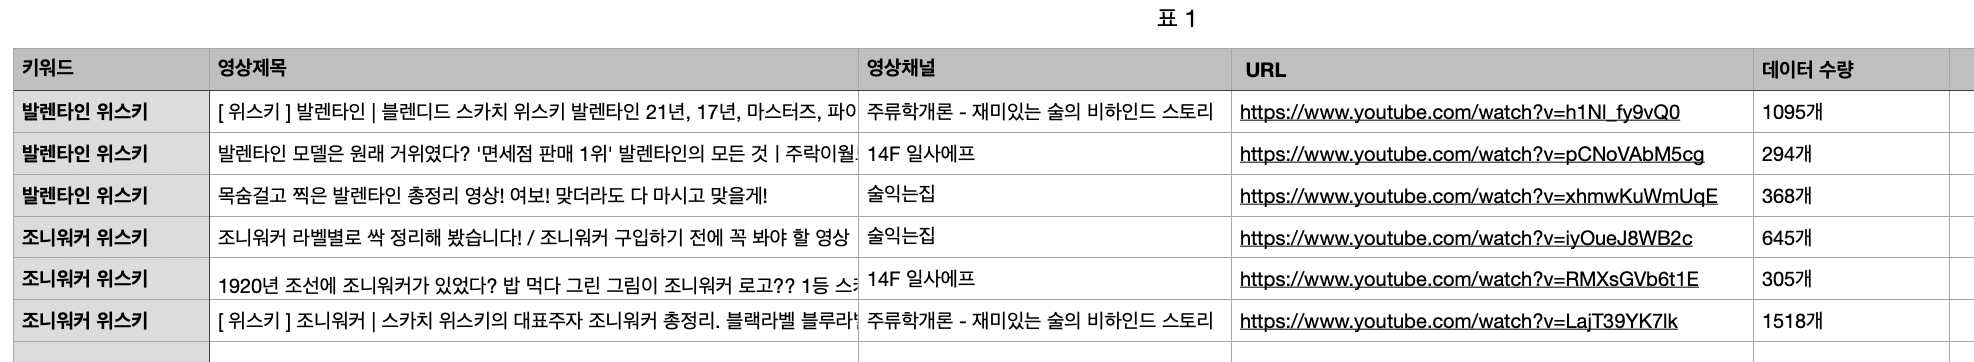 표 1
키워드 영상제목 영상채널 URL 데이터 수량
발렌타인 위스키 [ 위스키 ] 발렌타인 | 블렌디드 스카치 위스키 발렌타인 21년, 17년, 마스터즈, 파이 주류학개론 - 재미있는 술의 비하인드 스토리 https://www.youtube.com/watch?v=h1Nl_fy9vQ0 1095개
발렌타인 위스키 발렌타인 모델은 원래 거위였다? '면세점 판매 1위' 발렌타인의 모든 것 | 주락이월 14F 일사에프 https://www.youtube.com/watch?v=pCNoVAbM5cg 294개
발렌타인 위스키 목숨걸고 찍은 발렌타인 총정리 영상! 여보! 맞더라도 다 마시고 맞을게! 술익는집 https://www.youtube.com/watch?v=xhmwKuWmUqE 368개
조니워커 위스키 조니워커 라벨별로 싹 정리해 봤습니다! / 조니워커 구입하기 전에 꼭 봐야 할 영상 술익는집 https://www.youtube.com/watch?v=iyOueJ8WB2c 645개
조니워커 위스키 1920년 조선에 조니워커가 있었다? 밥 먹다 그린 그림이 조니워커 로고?? 1등 14F 일사에프 https://www.youtube.com/watch?v=RMXsGVb6t1E 305개
조니워커 위스키 [ 위스키 ] 조니워커 | 스카치 위스키의 대표주자 조니워커 총정리. 블랙라벨 주류학개론 - 재미있는 술의 비하인드 스토리 https://www.youtube.com/watch?v=LajT39YK7lk 1518개